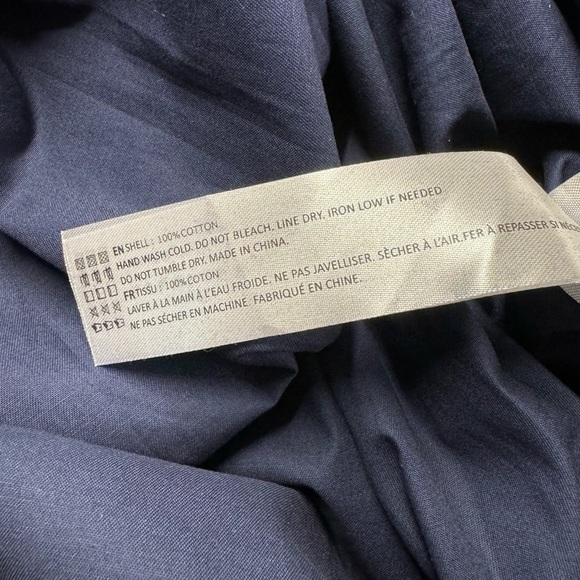 EN SHELL : 100% COTTON
HAND WASH COLD. DO NOT BLEACH. LINE DRY. IRON LOW IF NEEDED
DO NOT TUMBLE DRY. MADE IN CHINA.
FR TISSU : 100% COTON
LAVER À LA MAIN À L'EAU FROIDE. NE PAS JAVELLISER. SÈCHER À L'AIR.FER À REPASSER SI
NE PAS SÉCHER EN MACHINE. FABRIQUÉ EN CHINE.